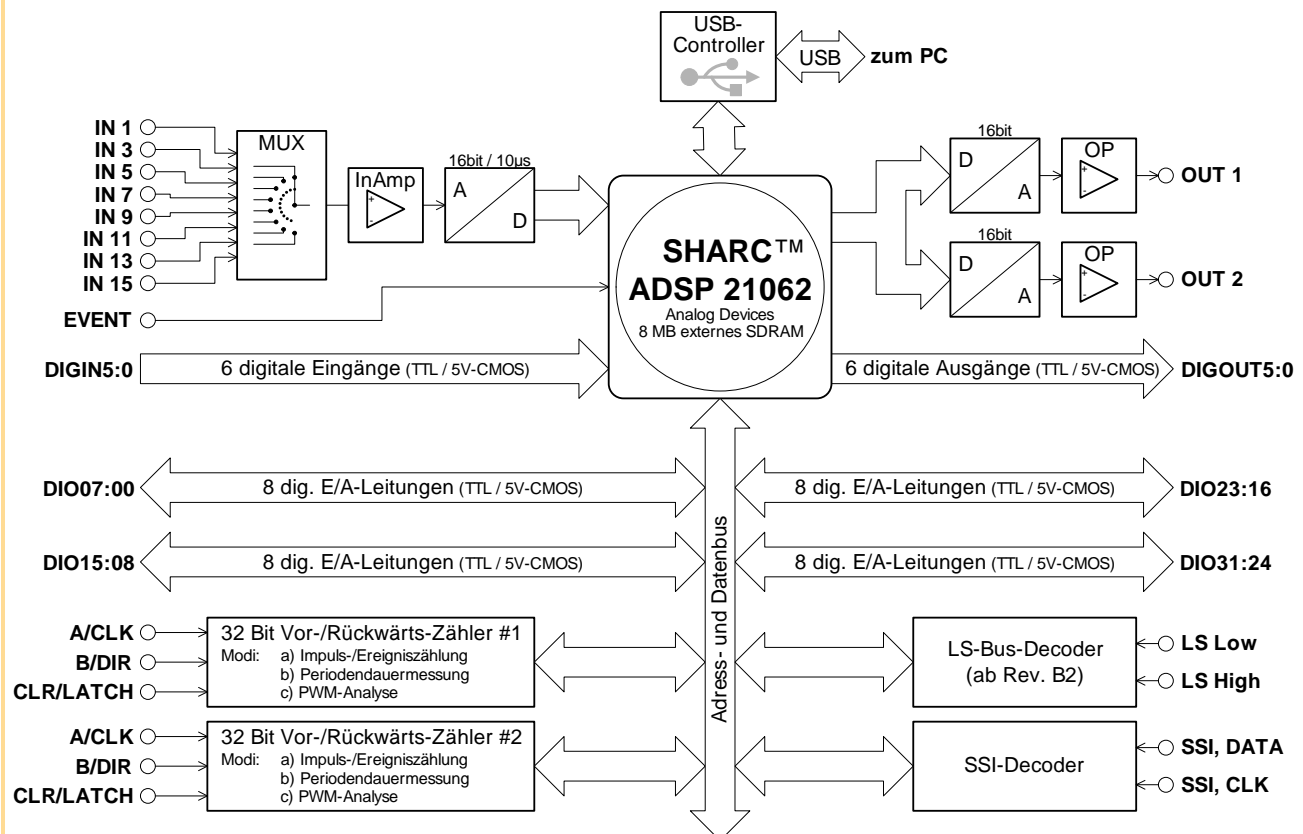 USB-
Controller
USB
zum PC
IN 1
IN 3
IN 5
IN 7
IN 9
IN 11
IN 13
IN 15
MUX
InAmp
+
-
16bit / 10µs
A
D
EVENT
SHARC™
ADSP 21062
Analog Devices
8 MB externes SDRAM
16bit
D
A
OP
+
-
OUT 1
16bit
D
A
OP
+
-
OUT 2
DIGIN5:0
6 digitale Eingänge (TTL / 5V-CMOS)
6 digitale Ausgänge (TTL / 5V-CMOS)
DIGOUT5:0
DIO07:00
8 dig. E/A-Leitungen (TTL / 5V-CMOS)
8 dig. E/A-Leitungen (TTL / 5V-CMOS)
DIO23:16
DIO15:08
8 dig. E/A-Leitungen (TTL / 5V-CMOS)
8 dig. E/A-Leitungen (TTL / 5V-CMOS)
DIO31:24
Adress- und Datenbus
A/CLK
B/DIR
CLR/LATCH
32 Bit Vor-/Rückwärts-Zähler #1
Modi: a) Impuls-/Ereigniszählung
b) Periodendauermessung
c) PWM-Analyse
LS-Bus-Decoder
(ab Rev. B2)
LS Low
LS High
A/CLK
B/DIR
CLR/LATCH
32 Bit Vor-/Rückwärts-Zähler #2
Modi: a) Impuls-/Ereigniszählung
b) Periodendauermessung
c) PWM-Analyse
SSI-Decoder
SSI, DATA
SSI, CLK